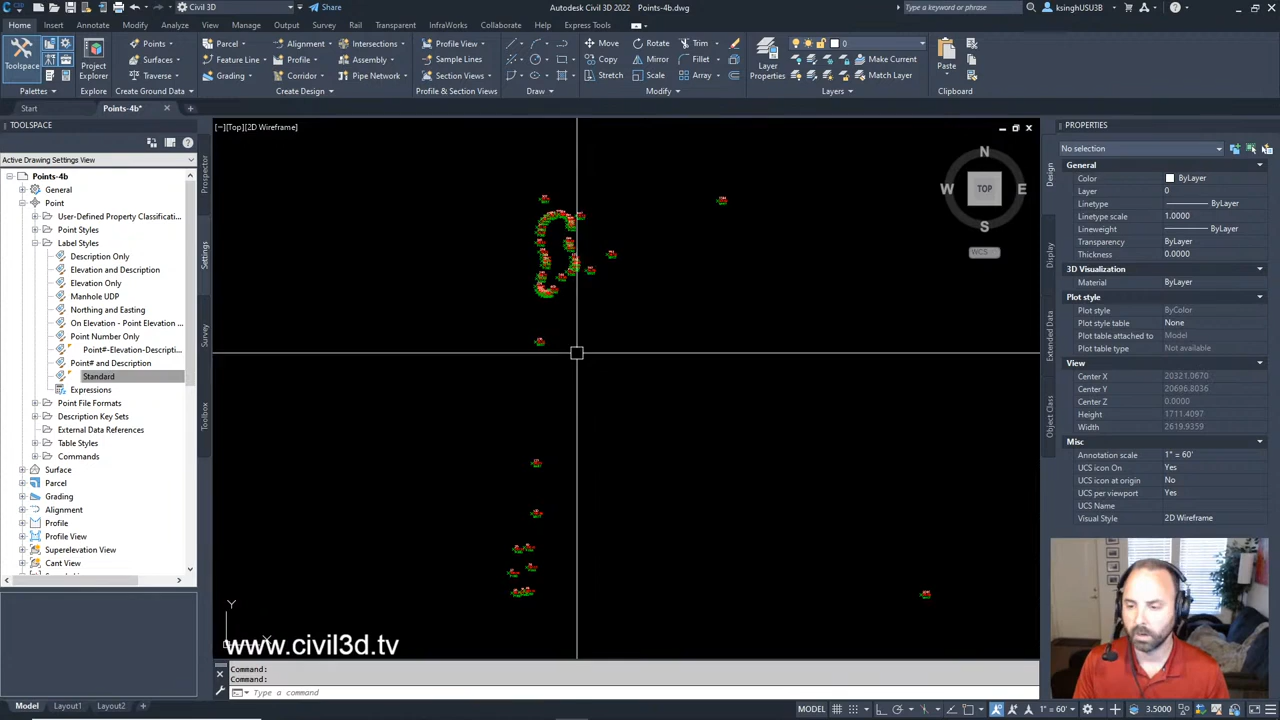 Civil 3D
Share
Autodesk Civil 3D 2022 Points-4b.dwg
Type a keyword or phrase
ksinghUSU3B
Home Insert Annotate Modify Analyze View Manage Output Survey Rail Transparent InfraWorks Collaborate Help Express Tools
Toolspace
Project
Explorer
Points
Surfaces
Traverse
Parcel
Feature Line
Grading
Alignment
Profile
Corridor
Intersections
Assembly
Pipe Network
Profile View
Sample Lines
Section Views
Move
Copy
Stretch
Rotate
Mirror
Scale
Trim
Fillet
Array
Layer
Properties
0
Make Current
Match Layer
Paste
Palettes
Explore
Create Ground Data
Create Design
Profile & Section Views
Draw
Modify
Layers
Clipboard
Start
Points-4b*
TOOLSPACE
Active Drawing Settings View
Points-4b
General
Point
User-Defined Property Classificati...
Point Styles
Label Styles
Description Only
Elevation and Description
Elevation Only
Manhole UDP
Northing and Easting
On Elevation - Point Elevation ...
Point Number Only
Point#-Elevation-Descripti...
Point# and Description
Standard
Expressions
Point File Formats
Description Key Sets
External Data References
Table Styles
Commands
Surface
Parcel
Grading
Alignment
Profile
Profile View
Superelevation View
Cant View
Prospector
Settings
Survey
Toolbox
[−][Top][2D Wireframe]
N
W
TOP
E
S
WCS
Y
X
www.civil3d.tv
Command:
Command:
Type a command
PROPERTIES
No selection
Design
Display
Extended Data
Object Class
General
Color ByLayer
Layer 0
Linetype ByLayer
Linetype scale 1.0000
Lineweight ByLayer
Transparency ByLayer
Thickness 0.0000
3D Visualization
Material ByLayer
Plot style
Plot style ByColor
Plot style table None
Plot table attached to Model
Plot table type Not available
View
Center X 20321.0670
Center Y 20696.8036
Center Z 0.0000
Height 1711.4097
Width 2619.9359
Misc
Annotation scale 1" = 60'
UCS icon On Yes
UCS icon at origin No
UCS per viewport Yes
UCS Name
Visual Style 2D Wireframe
Model Layout1 Layout2
MODEL
1" = 60'
3.5000